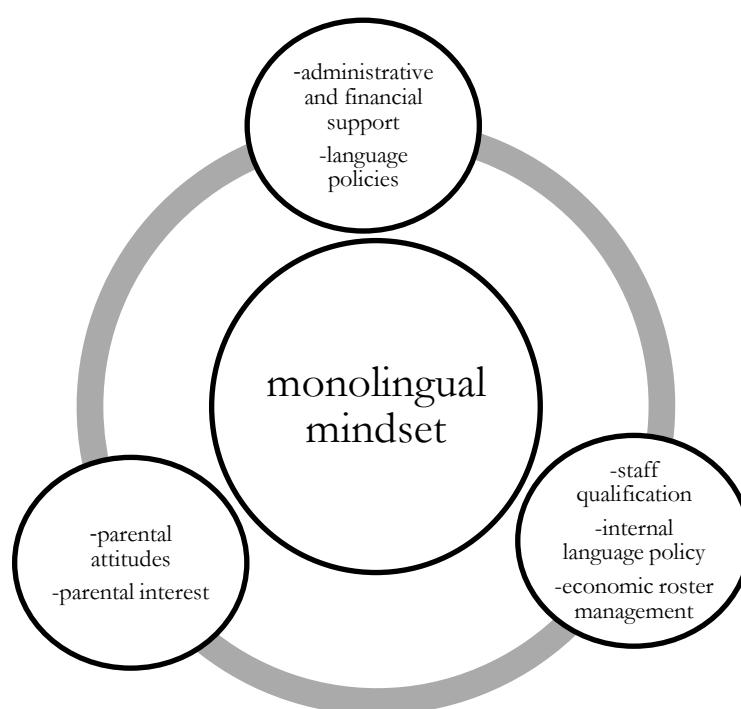 -administrative
and financial
support
-language
policies
monolingual
mindset
-parental
attitudes
-parental interest
-staff
qualification
-internal
language policy
-economic roster
management